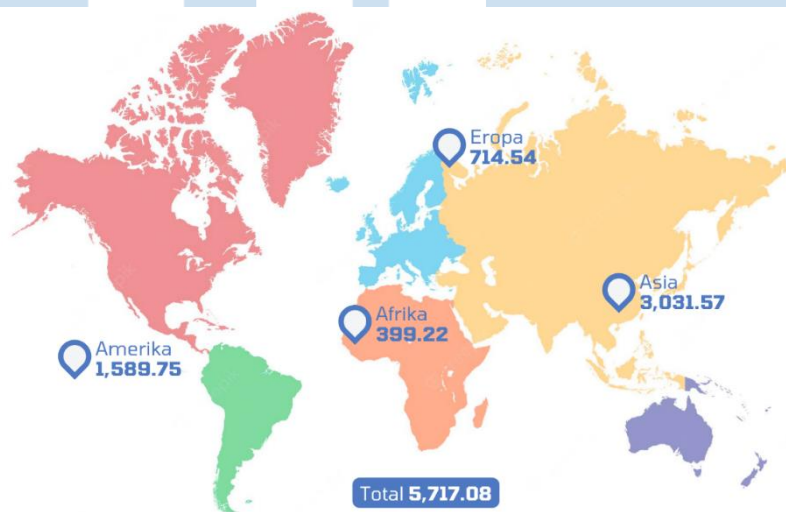 Eropa
714.54
Asia
3,031.57
Afrika
399.22
Amerika
1,589.75
Total 5,717.08